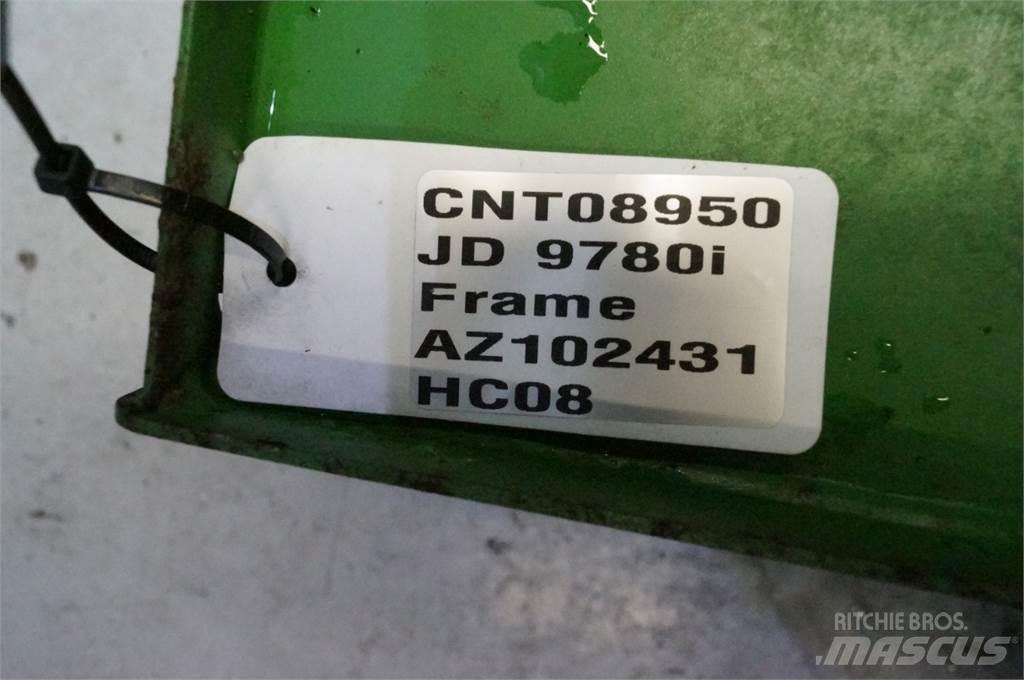 CNT08950
JD 9780i
Frame
AZ102431
HC08
RITCHIE BROS.
MASCUS